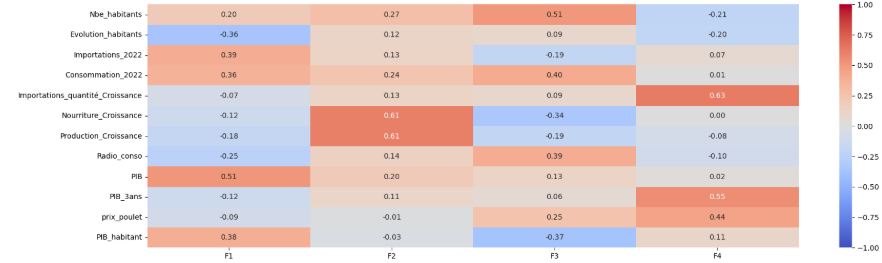 Nbe_habitants 0.20 0.27 0.51 -0.21 1.00
Evolution_habitants -0.36 0.12 0.09 -0.20 0.75
Importations_2022 0.39 0.13 -0.19 0.07
Consommation_2022 0.36 0.24 0.40 0.01 0.50
Importations_quantité_Croissance -0.07 0.13 0.09 0.63 0.25
Nourriture_Croissance -0.12 0.61 -0.34 0.00
Production_Croissance -0.18 0.61 -0.19 -0.08 0.00
Radio_conso -0.25 0.14 0.39 -0.10 -0.25
PIB 0.51 0.20 0.13 0.02
PIB_3ans -0.12 0.11 0.06 0.55 -0.50
prix_poulet -0.09 -0.01 0.25 0.44 -0.75
PIB_habitant 0.38 -0.03 -0.37 0.11 -1.00
F1 F2 F3 F4